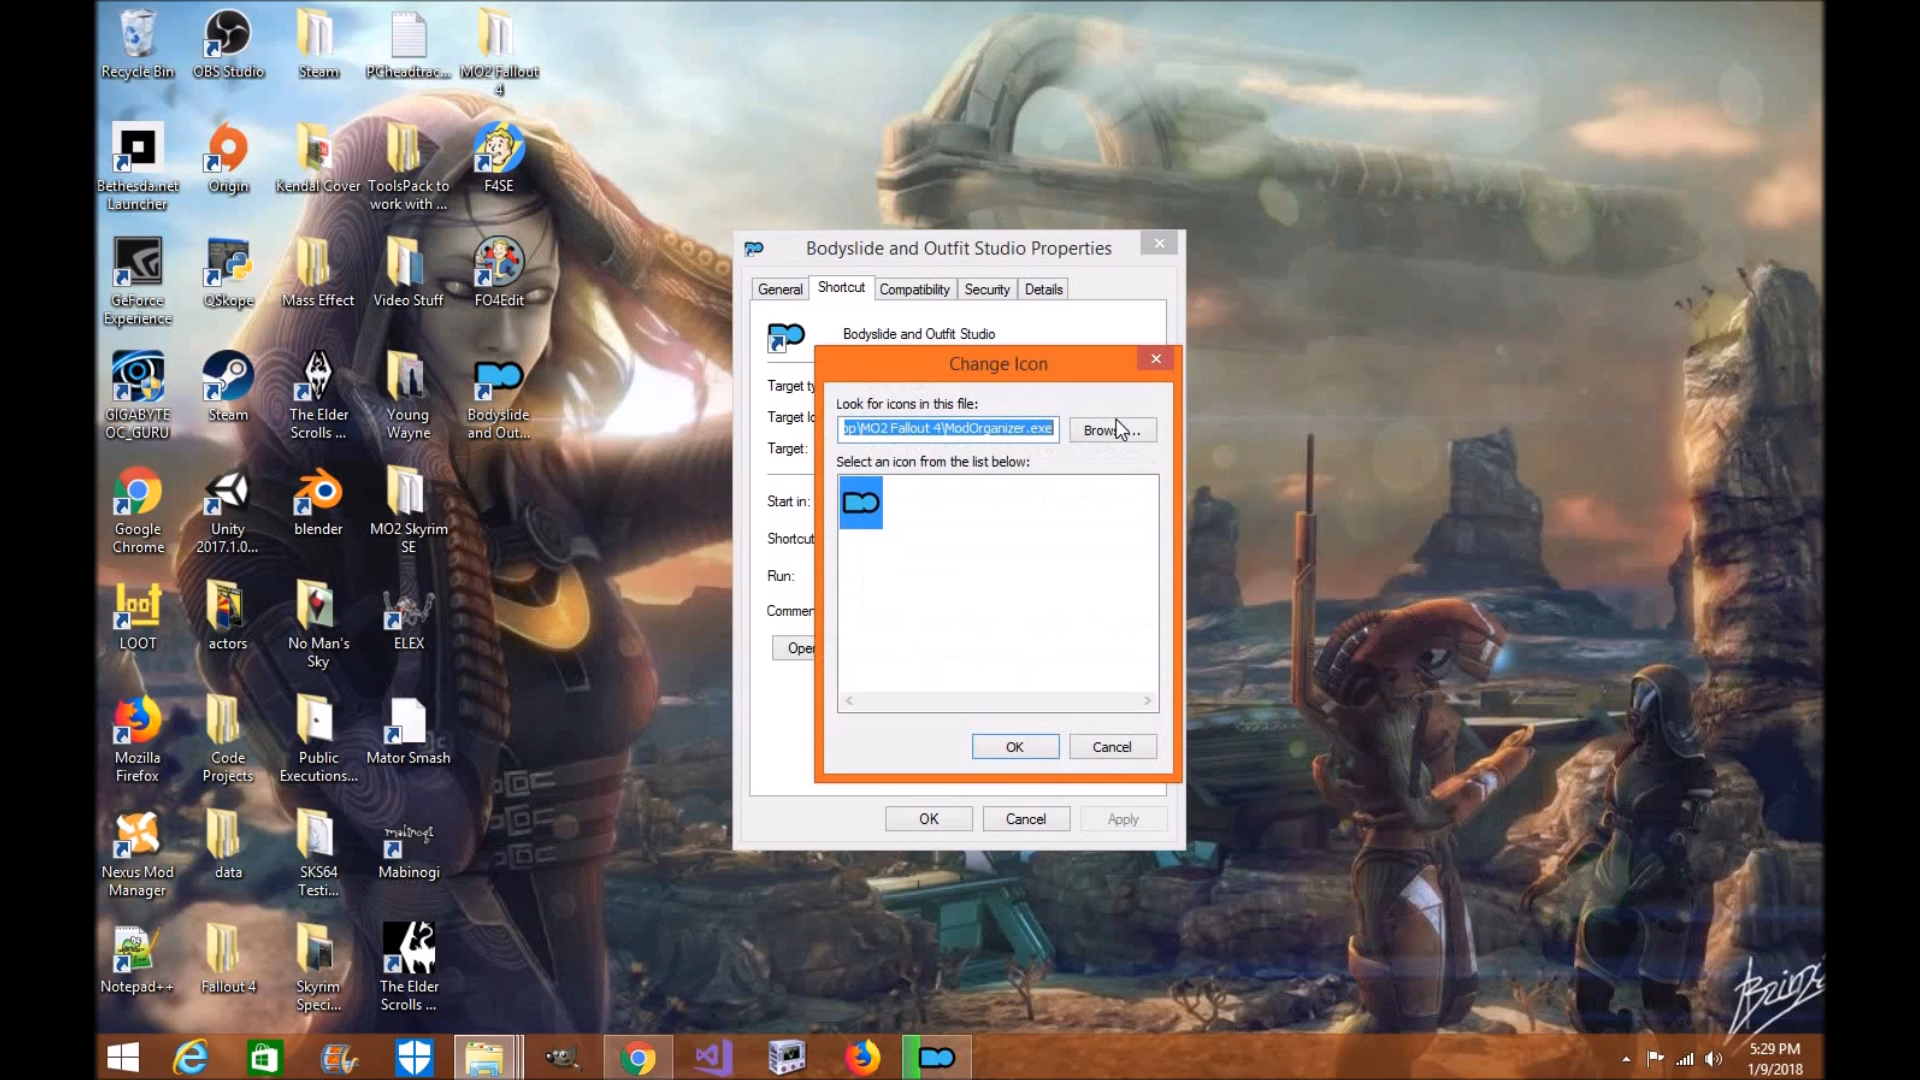 Recycle Bin
OBS Studio
Steam
PCheadtrac...
MO2 Fallout
4
Bethesda.net
Launcher
Origin
Kendal Cover
ToolsPack to
work with ...
F4SE
GeForce
Experience
QSkope
Mass Effect
Video Stuff
FO4Edit
GIGABYTE
OC_GURU
Steam
The Elder
Scrolls ...
Young
Wayne
Bodyslide
and Out...
Google
Chrome
Unity
2017.1.0...
blender
MO2 Skyrim
SE
loot
LOOT
actors
No Man's
Sky
ELEX
Mozilla
Firefox
Code
Projects
Public
Executions...
Mator Smash
Nexus Mod
Manager
data
SKS64
Testi...
mabinogi
Mabinogi
Notepad++
Fallout 4
Skyrim
Speci...
The Elder
Scrolls ...
Bodyslide and Outfit Studio Properties
General
Shortcut
Compatibility
Security
Details
Bodyslide and Outfit Studio
Target ty
Target lo
Target:
Start in:
Shortcut
Run:
Commer
Oper
Change Icon
Look for icons in this file:
op\MO2 Fallout 4\ModOrganizer.exe
Brow...
Select an icon from the list below:
OK
Cancel
OK
Cancel
Apply
5:29 PM
1/9/2018